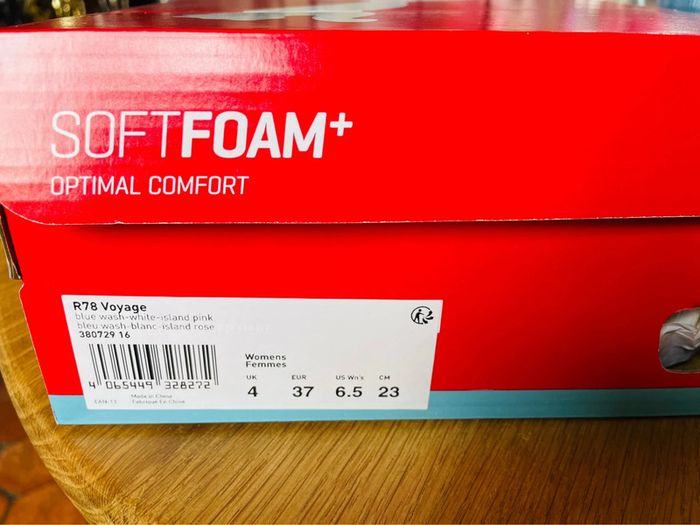 SOFTFOAM+
OPTIMAL COMFORT
R78 Voyage
blue wash-white-island pink
bleu wash-blanc-island rose
380729 16
4 065449 328272
EAN-13
Made in China
Fabriqué En Chine
Womens
Femmes
UK EUR US Wn's CM
4 37 6.5 23